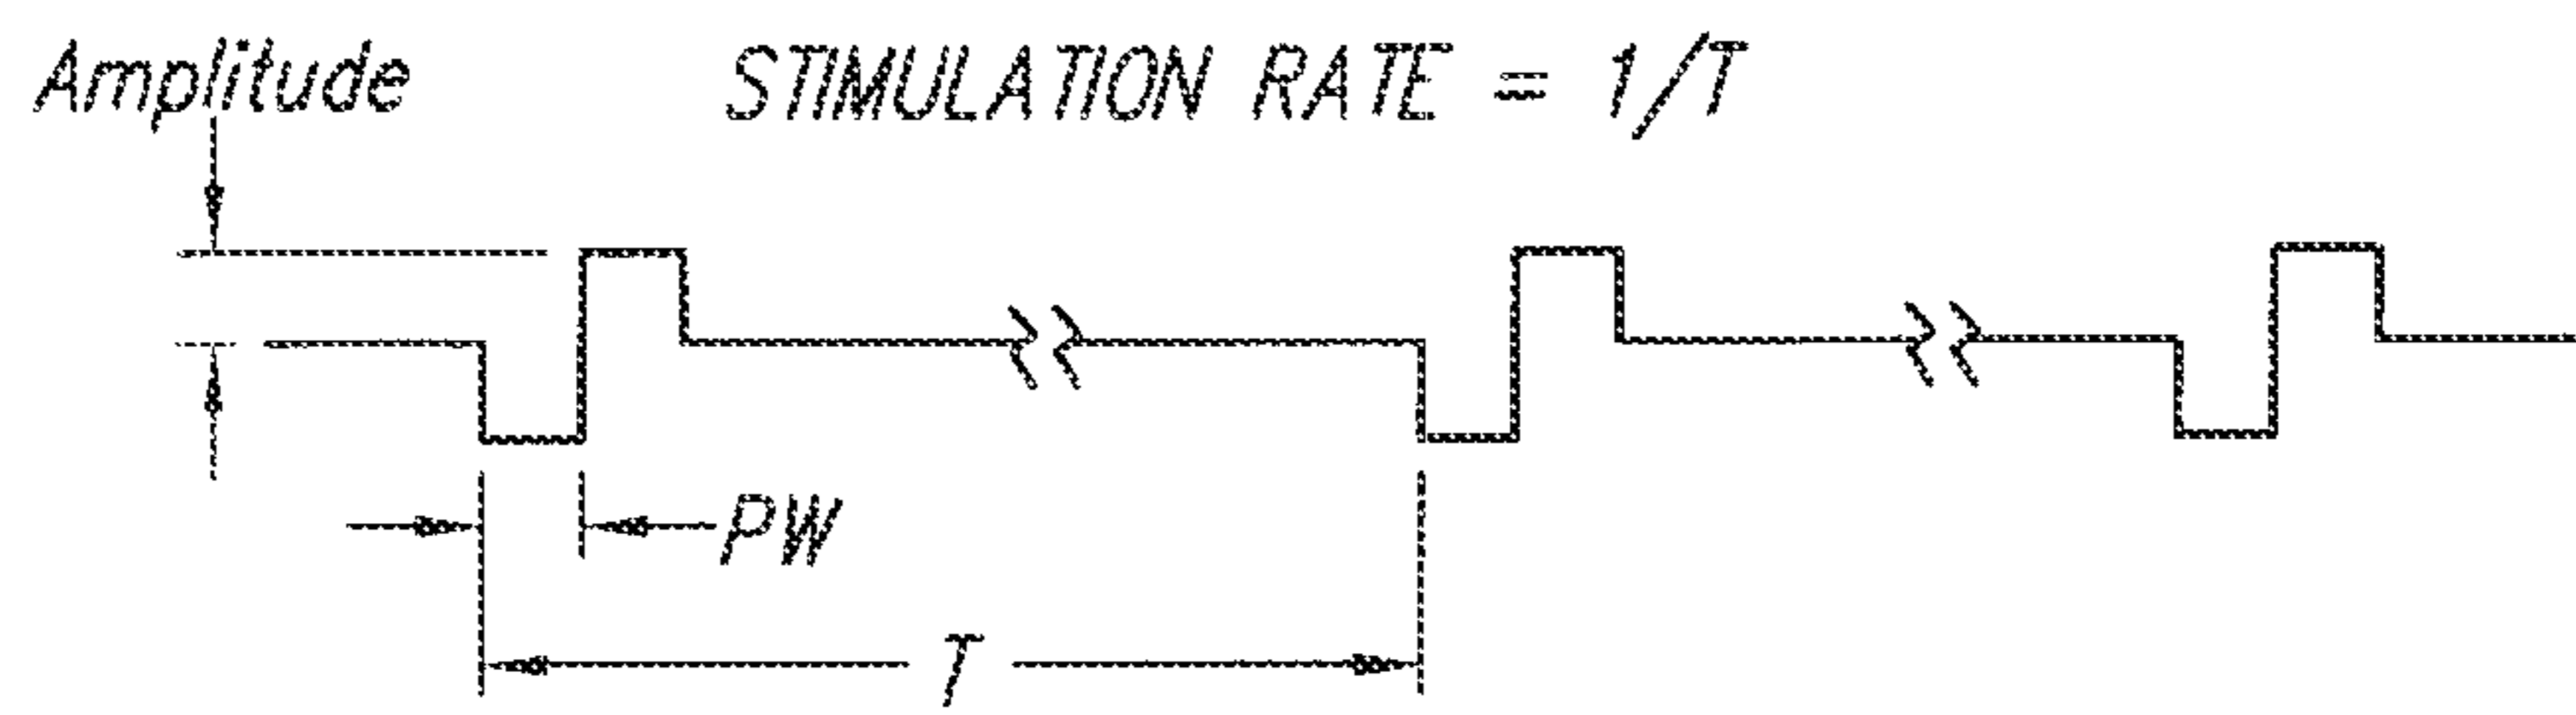 Amplitude
STIMULATION RATE = 1/T
PW
T